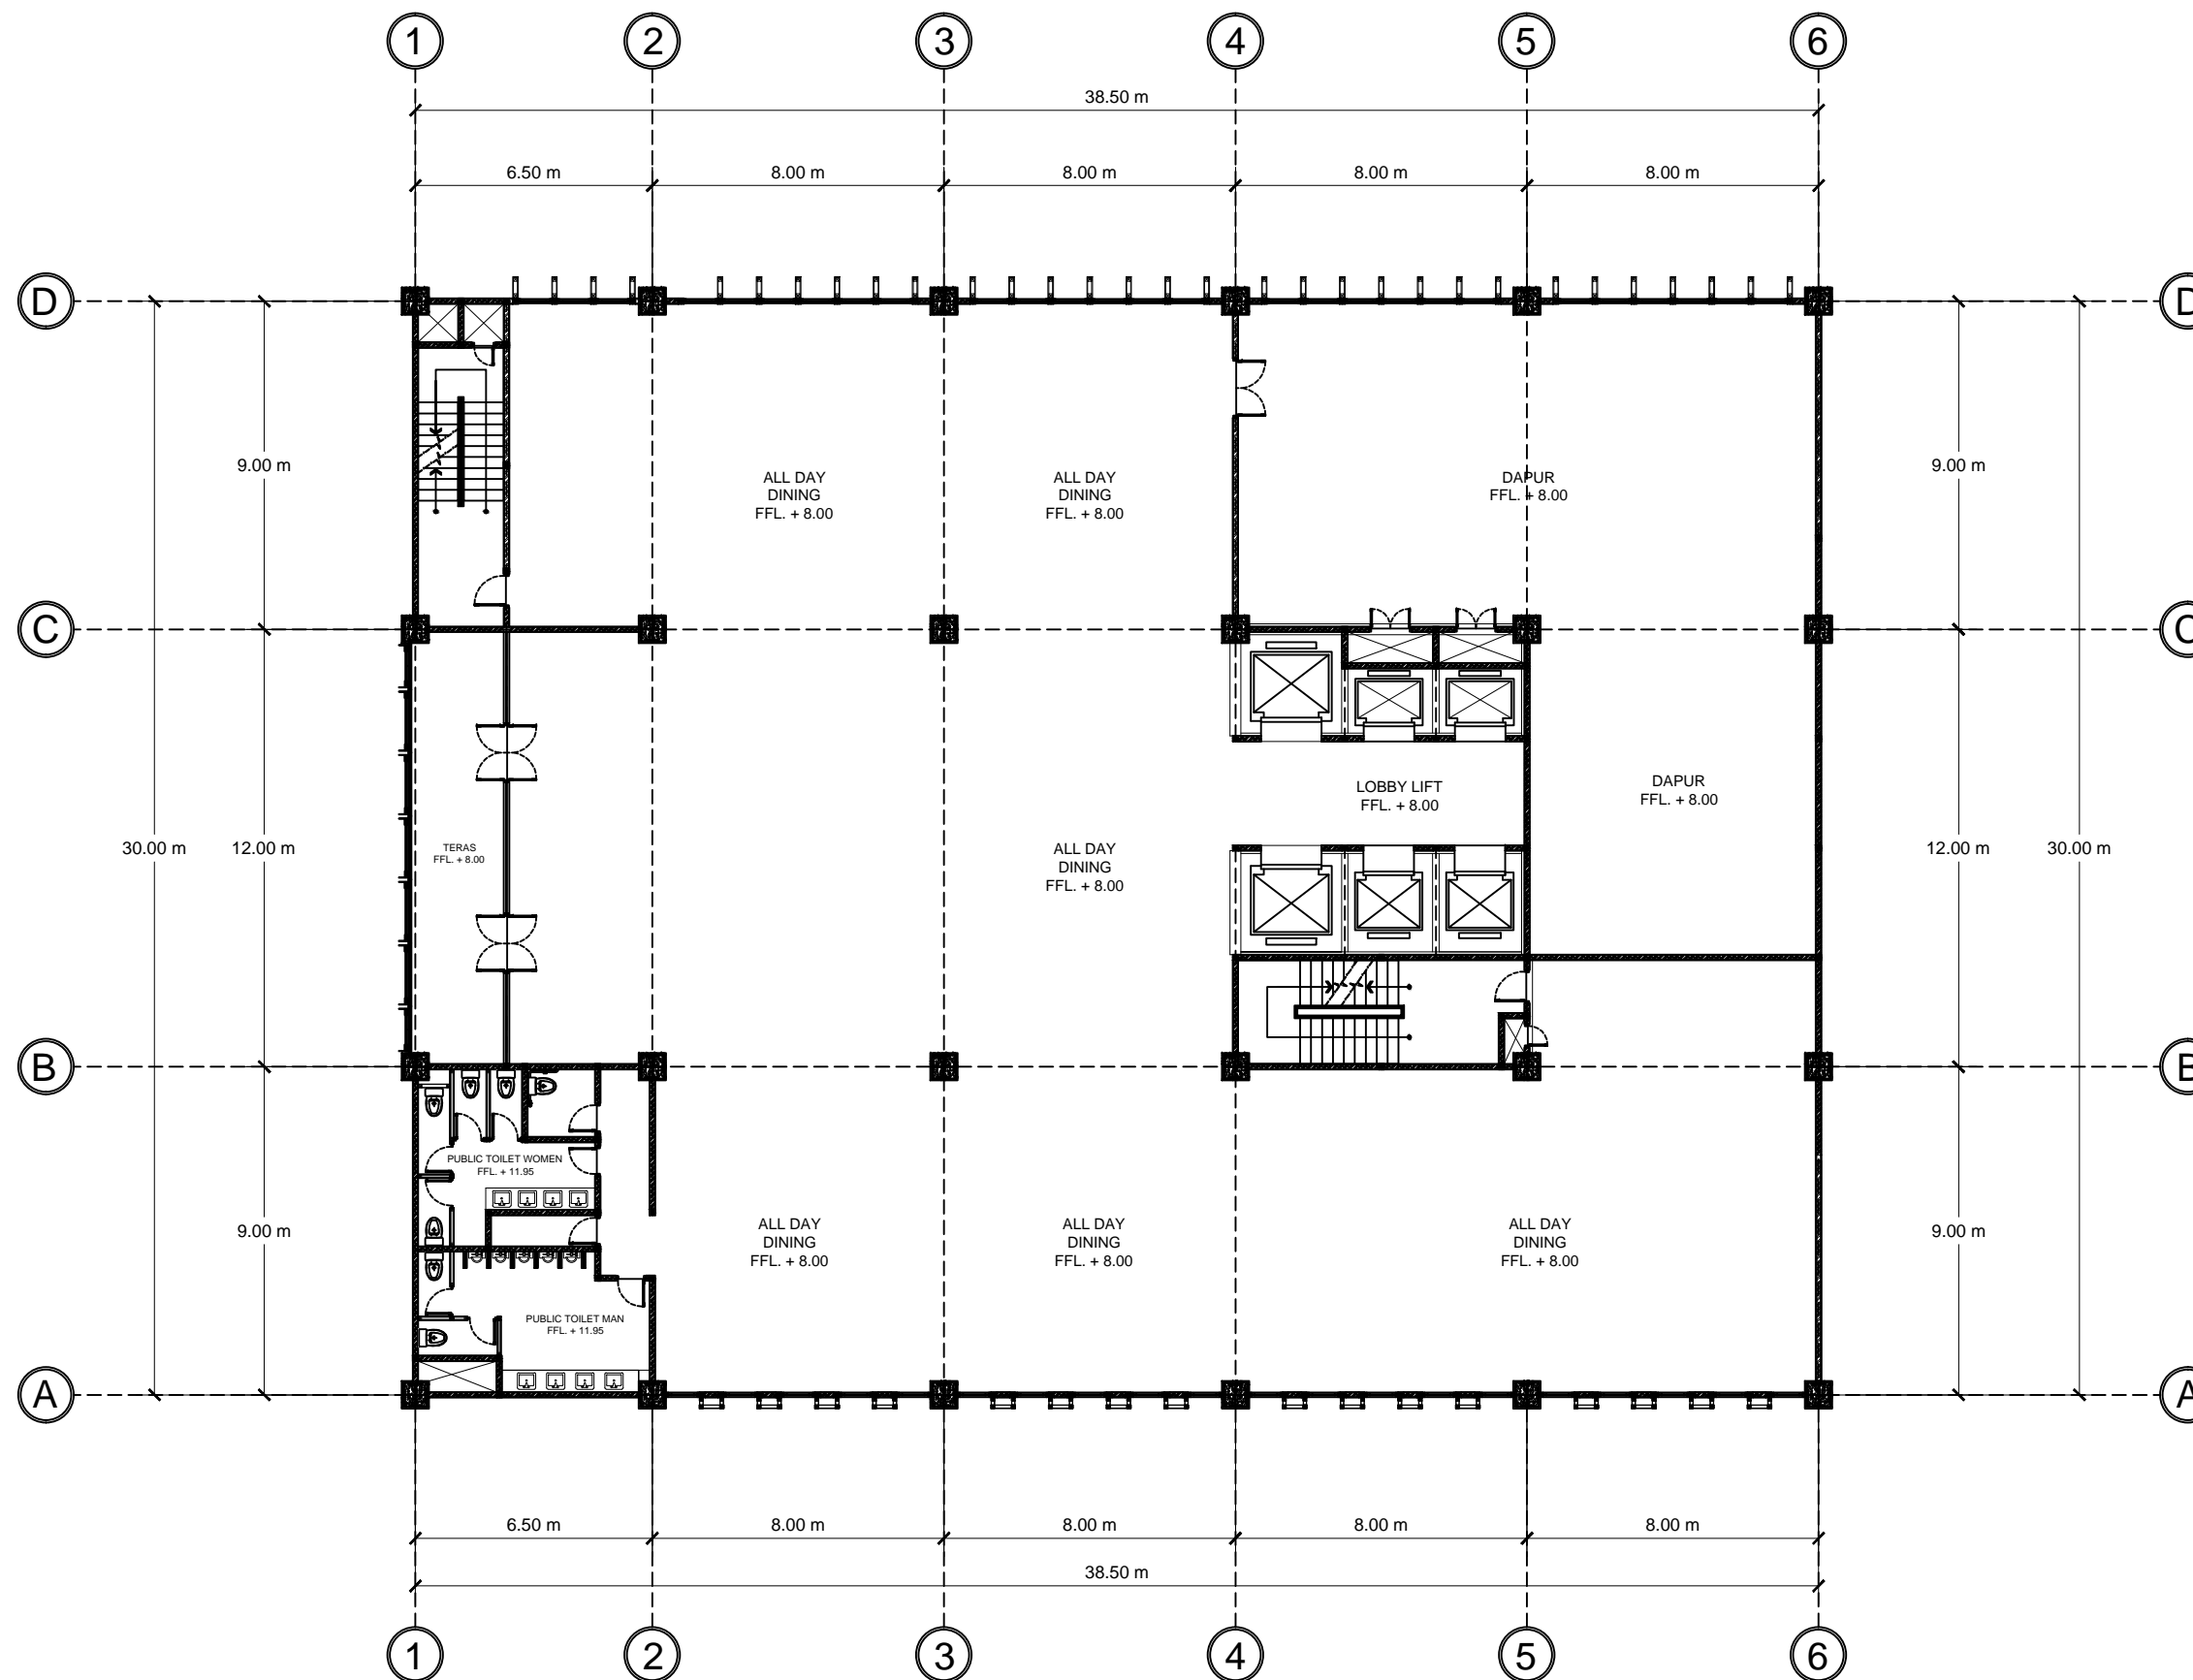 1 2 3 4 5 6
38.50 m
6.50 m 8.00 m 8.00 m 8.00 m 8.00 m
D D
9.00 m 9.00 m
ALL DAY
DINING
FFL. + 8.00
ALL DAY
DINING
FFL. + 8.00
DAPUR
FFL. + 8.00
C C
LOBBY LIFT
FFL. + 8.00
DAPUR
FFL. + 8.00
30.00 m 12.00 m
TERAS
FFL. + 8.00
ALL DAY
DINING
FFL. + 8.00
12.00 m 30.00 m
B B
PUBLIC TOILET WOMEN
FFL. + 11.95
9.00 m
ALL DAY
DINING
FFL. + 8.00
ALL DAY
DINING
FFL. + 8.00
ALL DAY
DINING
FFL. + 8.00
9.00 m
PUBLIC TOILET MAN
FFL. + 11.95
A A
6.50 m 8.00 m 8.00 m 8.00 m 8.00 m
38.50 m
1 2 3 4 5 6